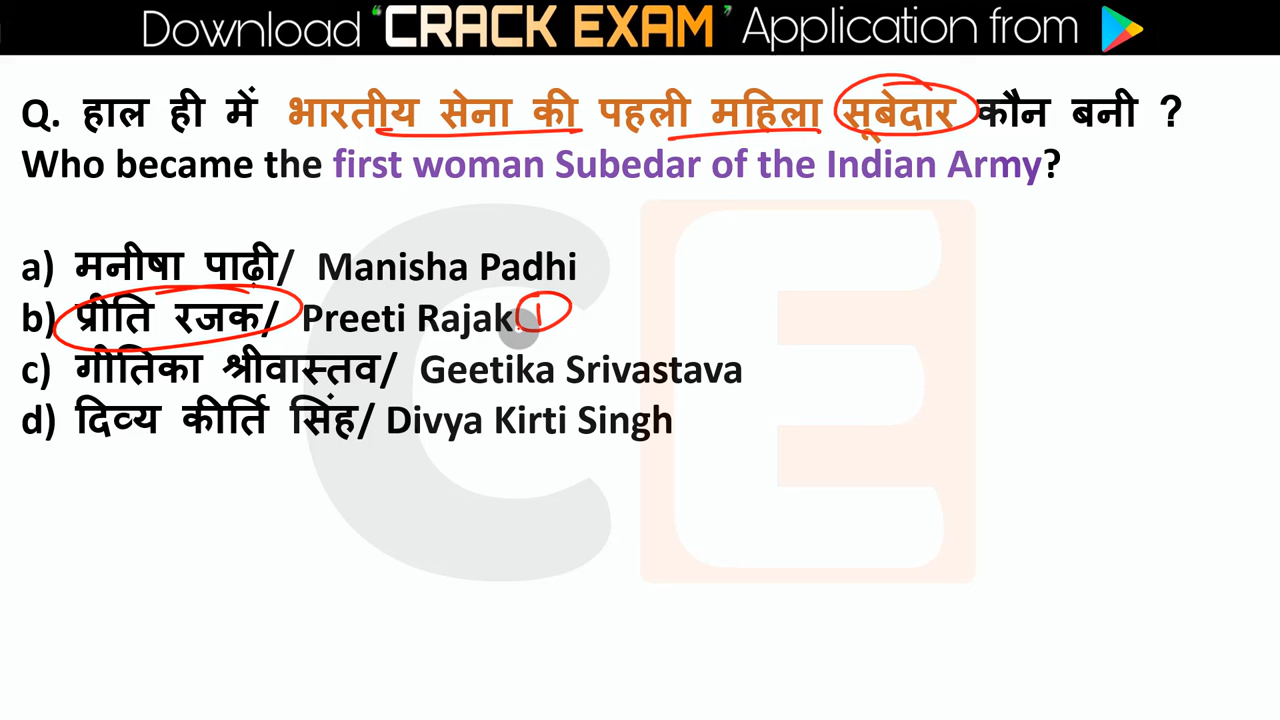 Download “CRACK EXAM” Application from
Q. हाल ही में भारतीय सेना की पहली महिला सूबेदार कौन बनी ?
Who became the first woman Subedar of the Indian Army?
a) मनीषा पाढ़ी/ Manisha Padhi
b) प्रीति रजक/ Preeti Rajak
c) गीतिका श्रीवास्तव/ Geetika Srivastava
d) दिव्य कीर्ति सिंह/ Divya Kirti Singh
CE